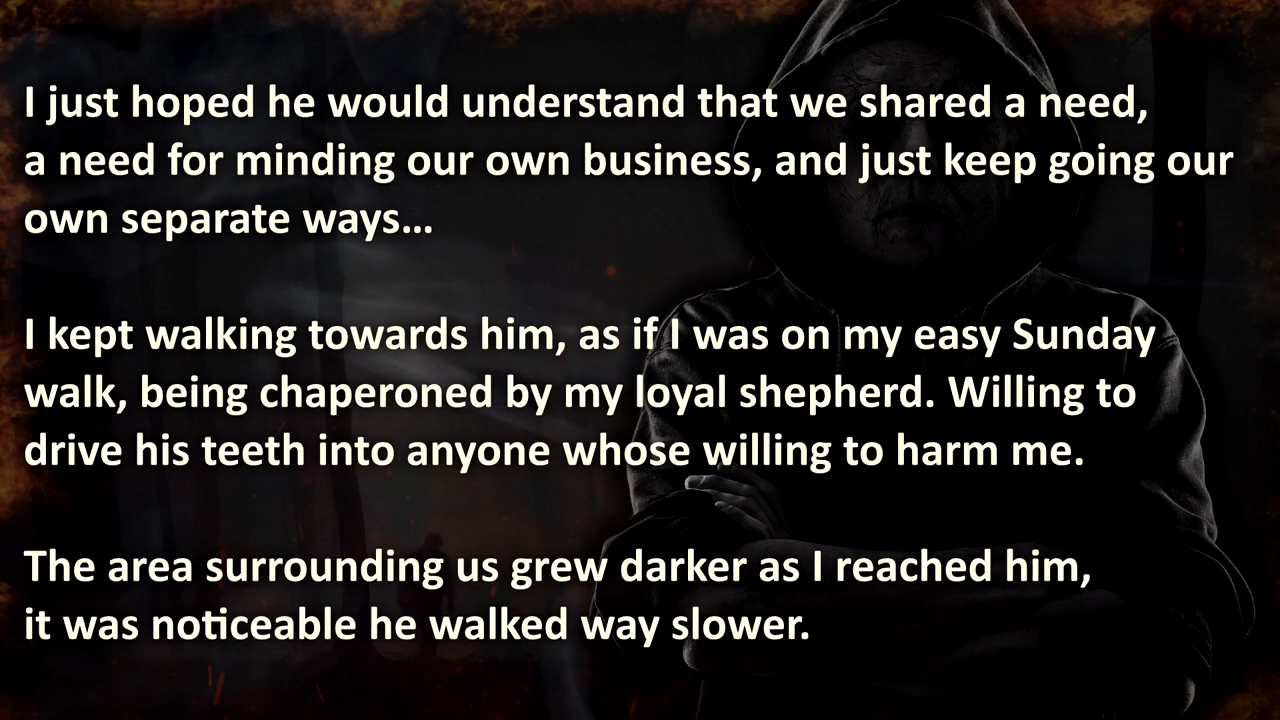 I just hoped he would understand that we shared a need,
a need for minding our own business, and just keep going our
own separate ways...
I kept walking towards him, as if I was on my easy Sunday
walk, being chaperoned by my loyal shepherd. Willing to
drive his teeth into anyone whose willing to harm me.
The area surrounding us grew darker as I reached him,
it was noticeable he walked way slower.